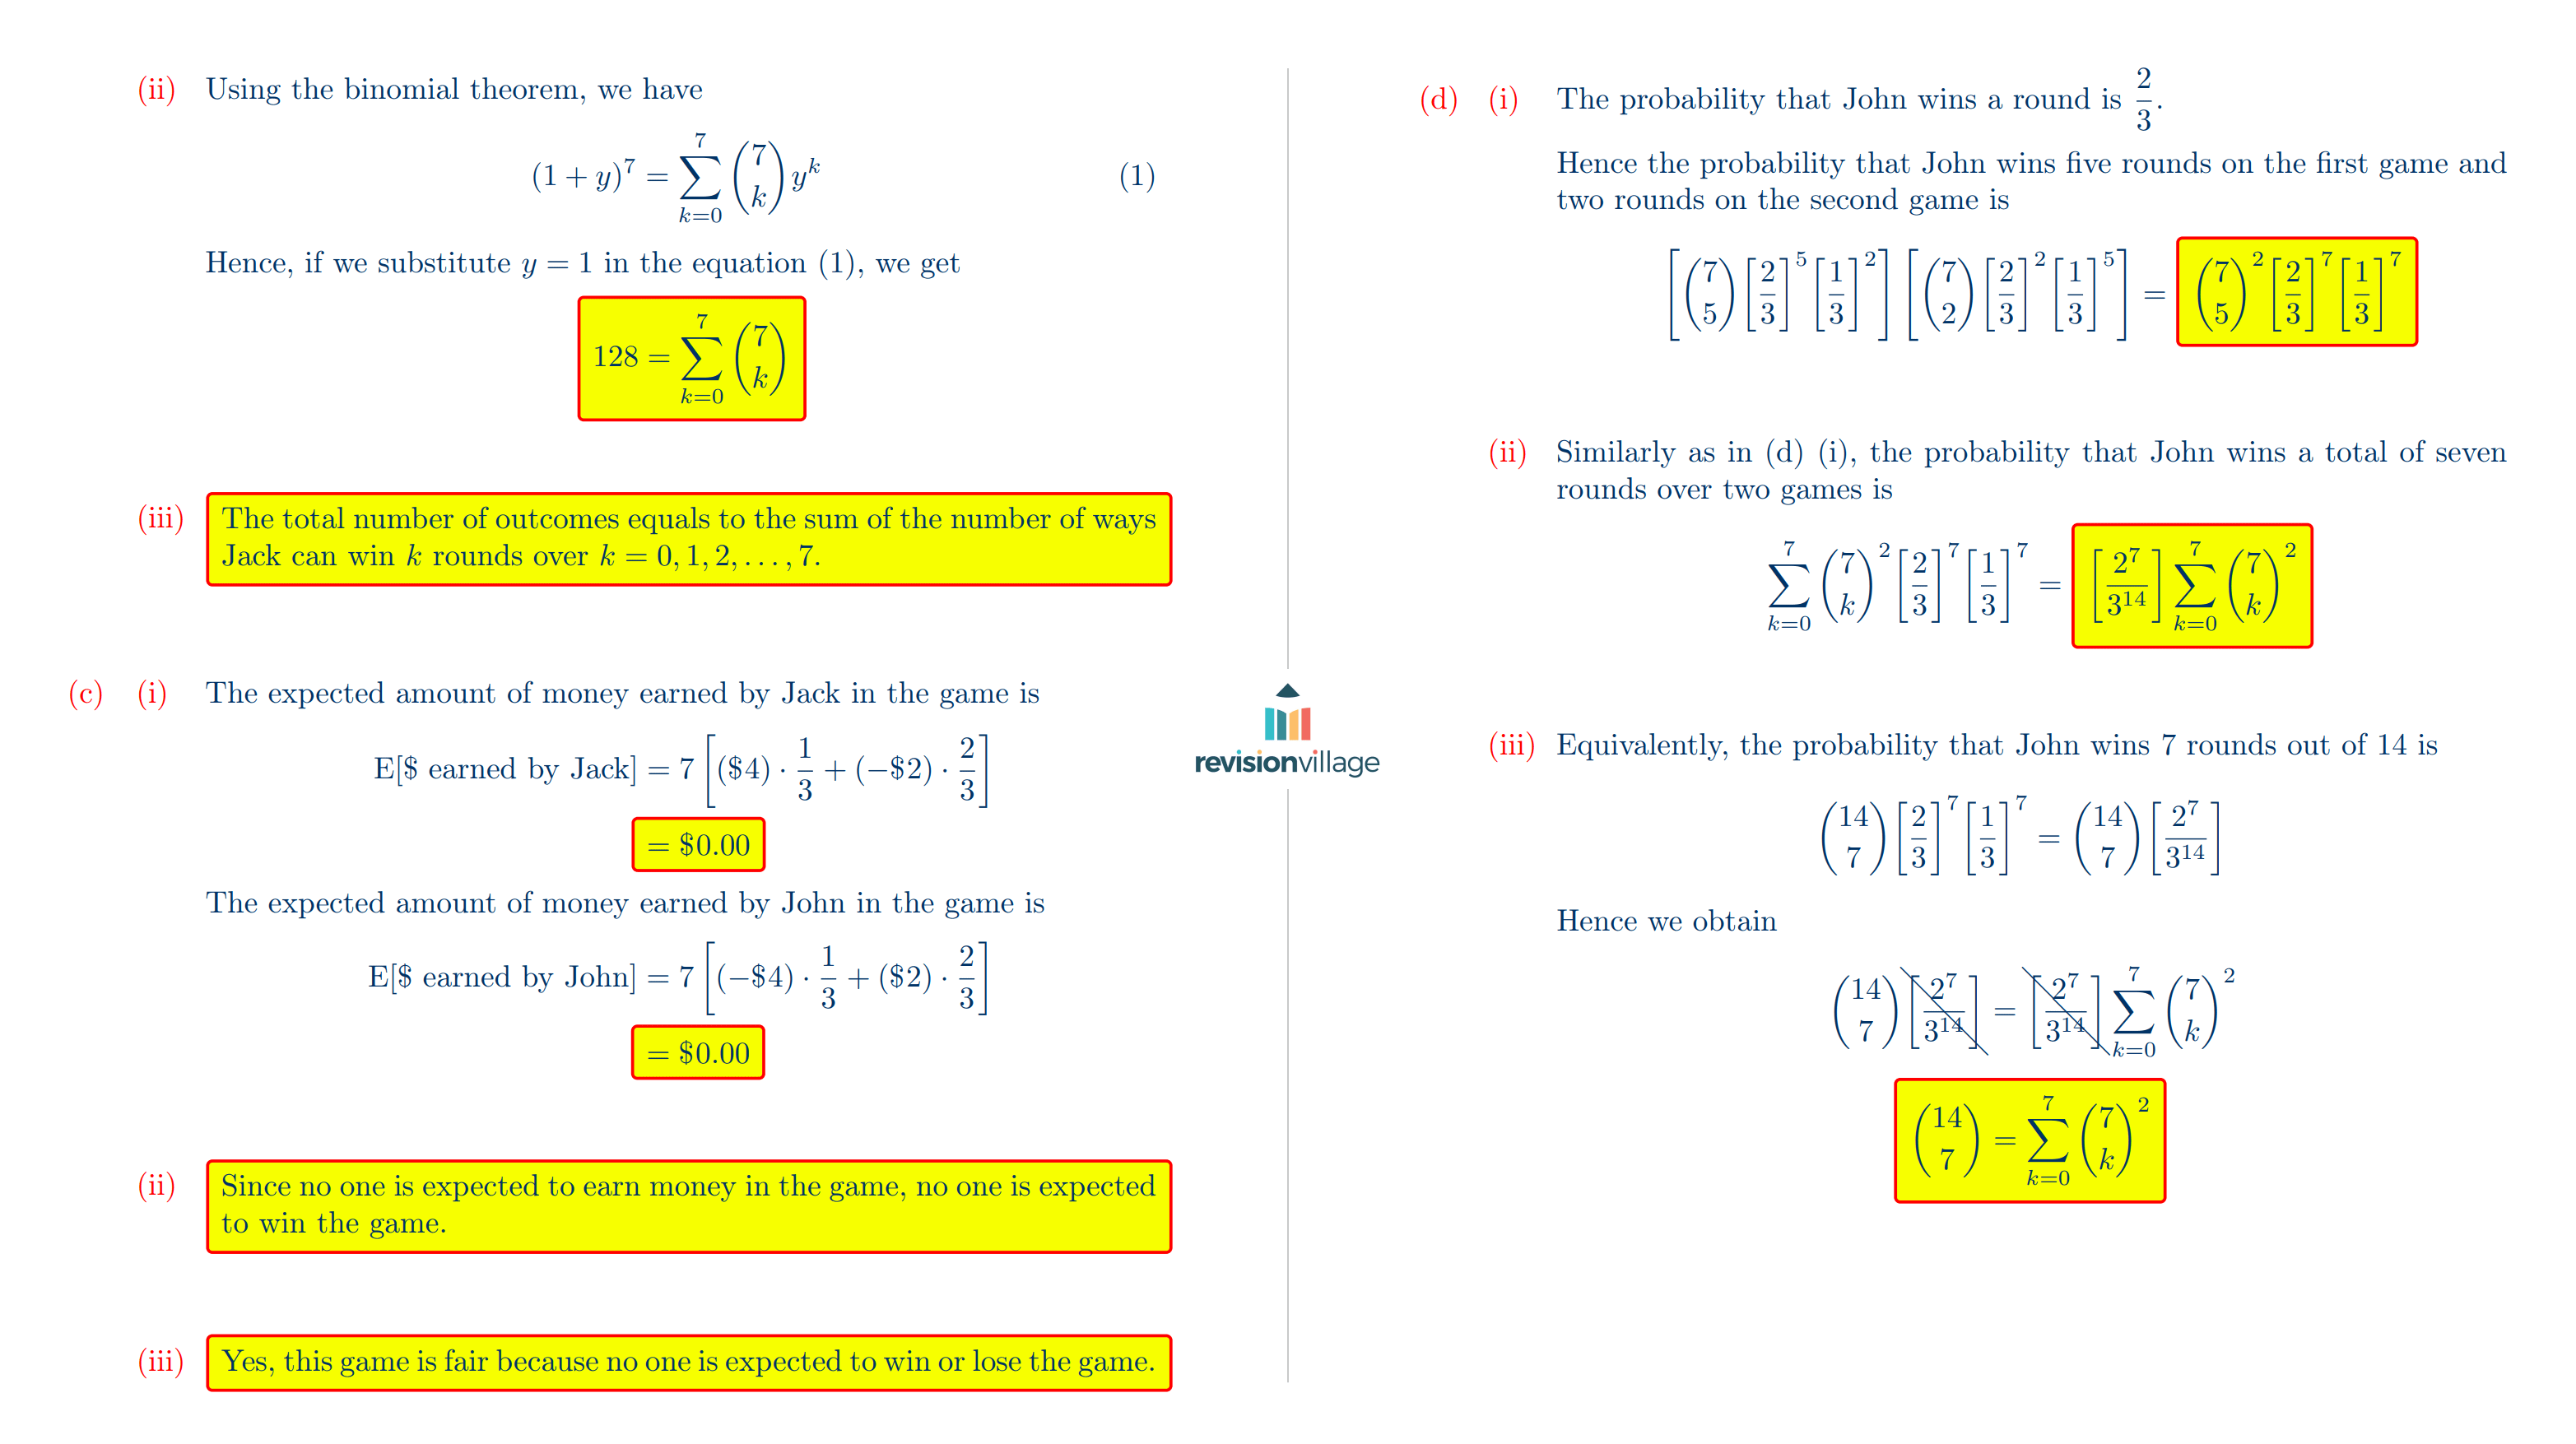 (ii) Using the binomial theorem, we have
(1 + y)^7 = \sum_{k=0}^{7} \binom{7}{k} y^k (1)
Hence, if we substitute y = 1 in the equation (1), we get
128 = \sum_{k=0}^{7} \binom{7}{k}
(iii) The total number of outcomes equals to the sum of the number of ways
Jack can win k rounds over k = 0, 1, 2, . . . , 7.
(c) (i) The expected amount of money earned by Jack in the game is
E[$ earned by Jack] = 7 \left[ ($4) · \frac{1}{3} + (−$2) · \frac{2}{3} \right]
= $0.00
The expected amount of money earned by John in the game is
E[$ earned by John] = 7 \left[ (−$4) · \frac{1}{3} + ($2) · \frac{2}{3} \right]
= $0.00
(ii) Since no one is expected to earn money in the game, no one is expected
to win the game.
(iii) Yes, this game is fair because no one is expected to win or lose the game.
revisionvillage
(d) (i) The probability that John wins a round is \frac{2}{3}.
Hence the probability that John wins five rounds on the first game and
two rounds on the second game is
\left[ \binom{7}{5} \left[\frac{2}{3}\right]^5 \left[\frac{1}{3}\right]^2 \right] \left[ \binom{7}{2} \left[\frac{2}{3}\right]^2 \left[\frac{1}{3}\right]^5 \right] = \binom{7}{5}^2 \left[\frac{2}{3}\right]^7 \left[\frac{1}{3}\right]^7
(ii) Similarly as in (d) (i), the probability that John wins a total of seven
rounds over two games is
\sum_{k=0}^{7} \binom{7}{k}^2 \left[\frac{2}{3}\right]^7 \left[\frac{1}{3}\right]^7 = \left[\frac{2^7}{3^{14}}\right] \sum_{k=0}^{7} \binom{7}{k}^2
(iii) Equivalently, the probability that John wins 7 rounds out of 14 is
\binom{14}{7} \left[\frac{2}{3}\right]^7 \left[\frac{1}{3}\right]^7 = \binom{14}{7} \left[\frac{2^7}{3^{14}}\right]
Hence we obtain
\binom{14}{7} \left[\frac{2^7}{3^{14}}\right] = \left[\frac{2^7}{3^{14}}\right] \sum_{k=0}^{7} \binom{7}{k}^2
\binom{14}{7} = \sum_{k=0}^{7} \binom{7}{k}^2